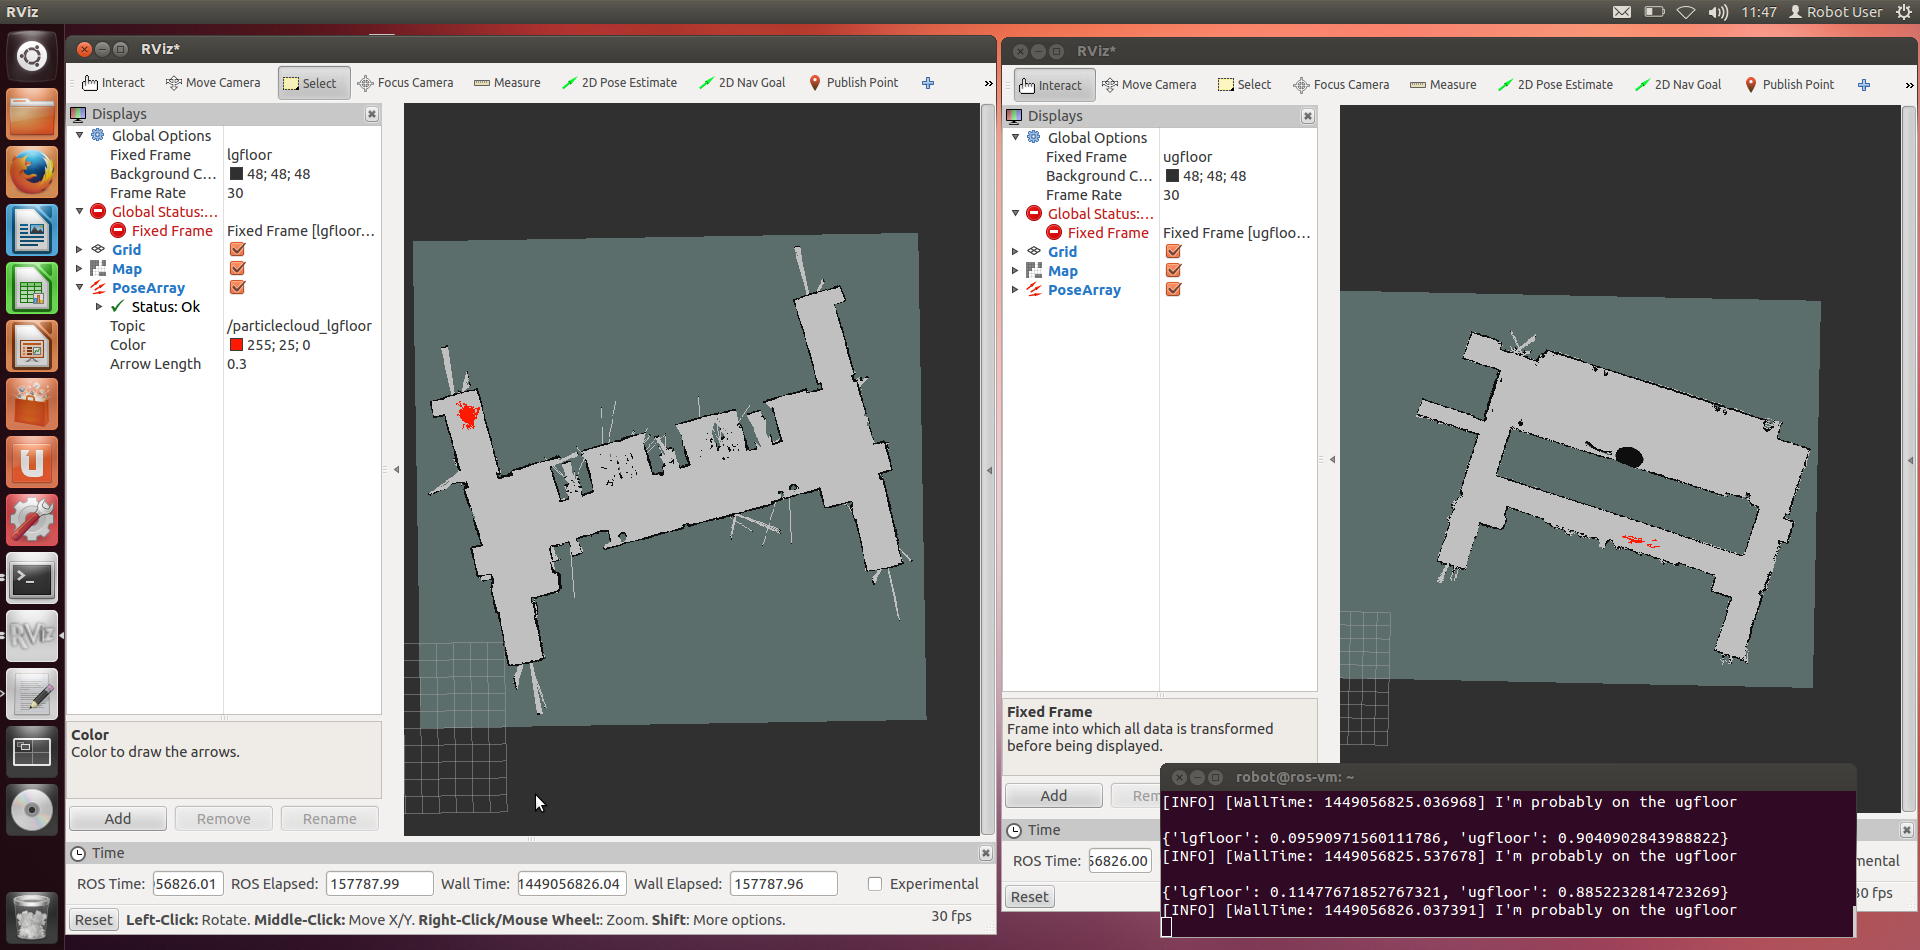 RViz
11:47 Robot User
RViz*
Interact Move Camera Select Focus Camera Measure 2D Pose Estimate 2D Nav Goal Publish Point »
Displays
Global Options
Fixed Frame lgfloor
Background C... 48; 48; 48
Frame Rate 30
Global Status:...
Fixed Frame Fixed Frame [lgfloor...
Grid
Map
PoseArray
Status: Ok
Topic /particlecloud_lgfloor
Color 255; 25; 0
Arrow Length 0.3
Color
Color to draw the arrows.
Add Remove Rename
Time
ROS Time: 56826.01 ROS Elapsed: 157787.99 Wall Time: 1449056826.04 Wall Elapsed: 157787.96 Experimental
Reset Left-Click: Rotate. Middle-Click: Move X/Y. Right-Click/Mouse Wheel:: Zoom. Shift: More options. 30 fps
RViz*
Interact Move Camera Select Focus Camera Measure 2D Pose Estimate 2D Nav Goal Publish Point »
Displays
Global Options
Fixed Frame ugfloor
Background C... 48; 48; 48
Frame Rate 30
Global Status:...
Fixed Frame Fixed Frame [ugfloo...
Grid
Map
PoseArray
Fixed Frame
Frame into which all data is transformed
before being displayed.
Add Rem
Time
ROS Time: 56826.00 mental
Reset 30 fps
robot@ros-vm: ~
[INFO] [WallTime: 1449056825.036968] I'm probably on the ugfloor
{'lgfloor': 0.09590971560111786, 'ugfloor': 0.9040902843988822}
[INFO] [WallTime: 1449056825.537678] I'm probably on the ugfloor
{'lgfloor': 0.11477671852767321, 'ugfloor': 0.8852232814723269}
[INFO] [WallTime: 1449056826.037391] I'm probably on the ugfloor
RViz